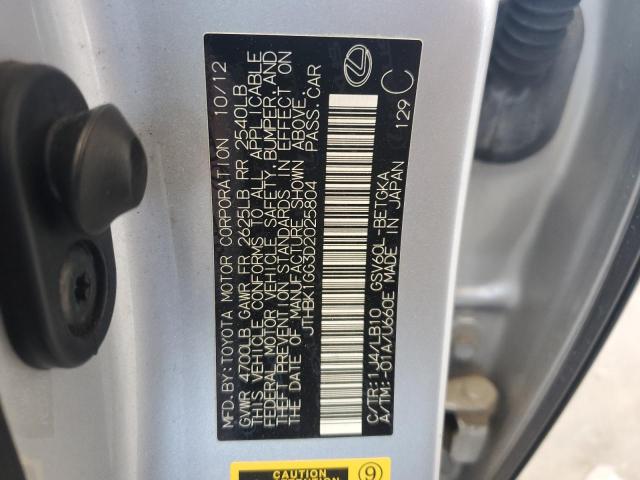 MFD.BY:TOYOTA MOTOR CORPORATION 10/12
GVWR 4700LB GAWR FR 2625LB RR 2540LB
THIS VEHICLE CONFORMS TO ALL APPLICABLE
FEDERAL MOTOR VEHICLE SAFETY,BUMPER,AND
THEFT PREVENTION STANDARDS IN EFFECT ON
THE DATE OF MANUFACTURE SHOWN ABOVE.
JTHBK1GG3D2025804 PASS.CAR
C/TR:1J4/LB10 GSV60L-BETGKA
A/TM:-01A/U660E MADE IN JAPAN 129 C
CAUTION 9